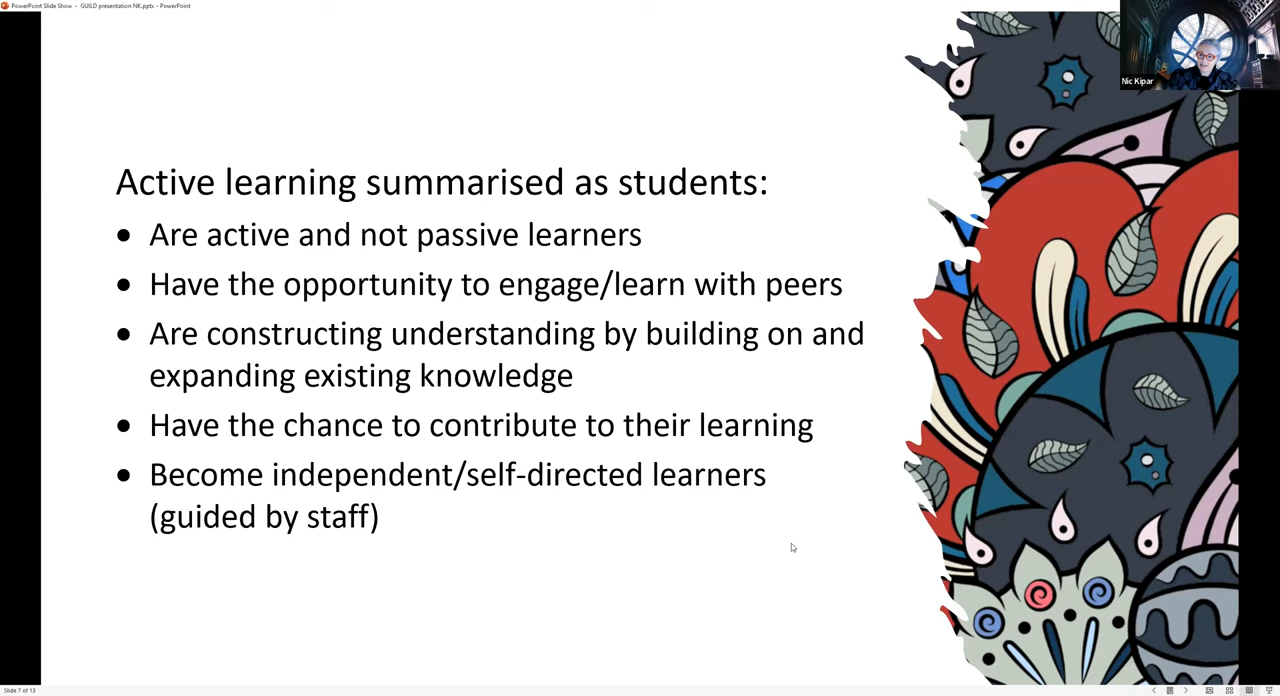 PowerPoint Slide Show - GUILD presentation NK.pptx - PowerPoint
Nic Kipar
Active learning summarised as students:
• Are active and not passive learners
• Have the opportunity to engage/learn with peers
• Are constructing understanding by building on and
expanding existing knowledge
• Have the chance to contribute to their learning
• Become independent/self-directed learners
(guided by staff)
Slide 7 of 13